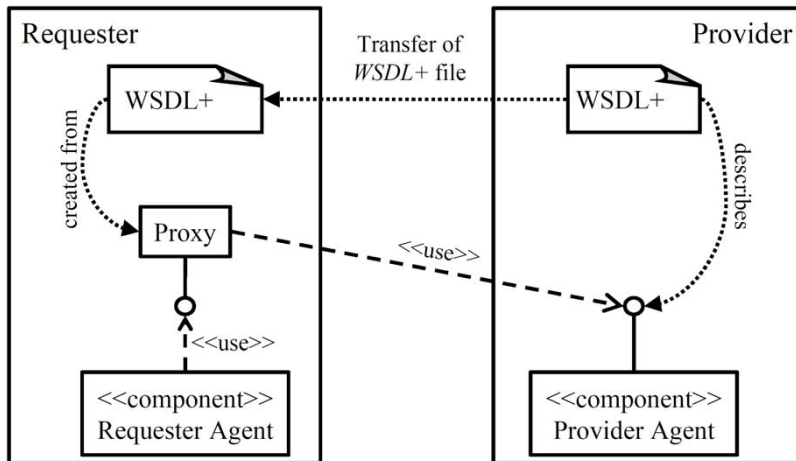 Requester
Transfer of
WSDL+ file
Provider
WSDL+
WSDL+
created from
describes
Proxy
<<use>>
<<use>>
<<component>>
Requester Agent
<<component>>
Provider Agent